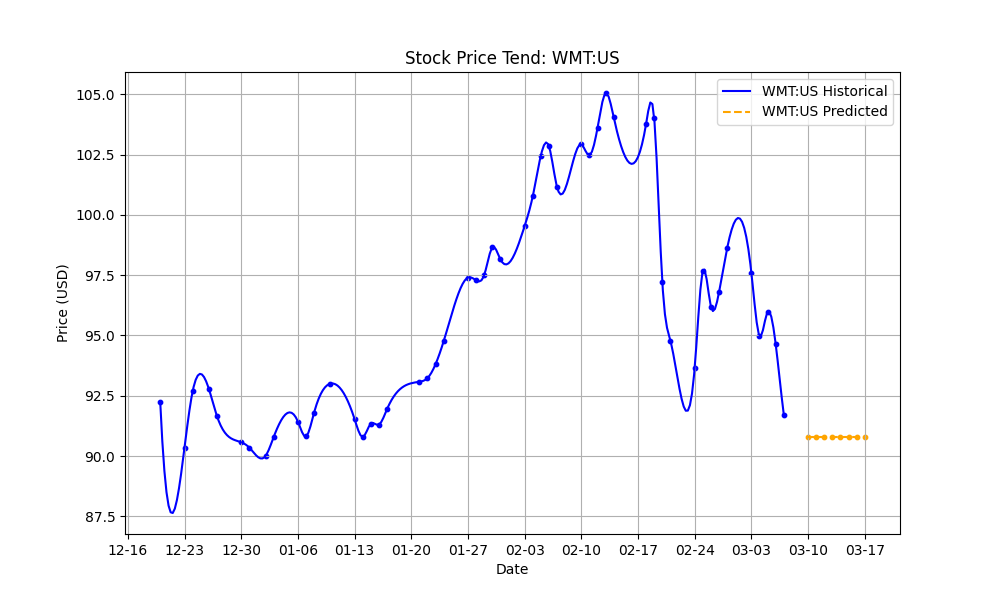 Stock Price Tend: WMT:US
WMT:US Historical
WMT:US Predicted
Price (USD)
105.0
102.5
100.0
97.5
95.0
92.5
90.0
87.5
12-16 12-23 12-30 01-06 01-13 01-20 01-27 02-03 02-10 02-17 02-24 03-03 03-10 03-17
Date